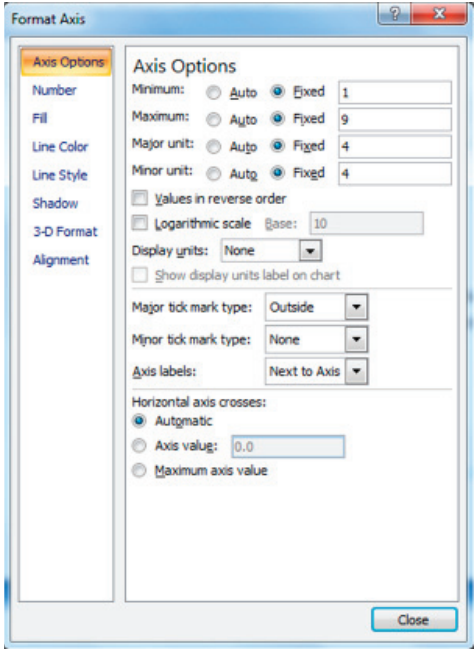 Format Axis
?
Axis Options
Number
Fill
Line Color
Line Style
Shadow
3-D Format
Alignment
Axis Options
Minimum: Auto Fixed 1
Maximum: Auto Fixed 9
Major unit: Auto Fixed 4
Minor unit: Auto Fixed 4
Values in reverse order
Logarithmic scale Base: 10
Display units: None
Show display units label on chart
Major tick mark type: Outside
Minor tick mark type: None
Axis labels: Next to Axis
Horizontal axis crosses:
Automatic
Axis value: 0.0
Maximum axis value
Close